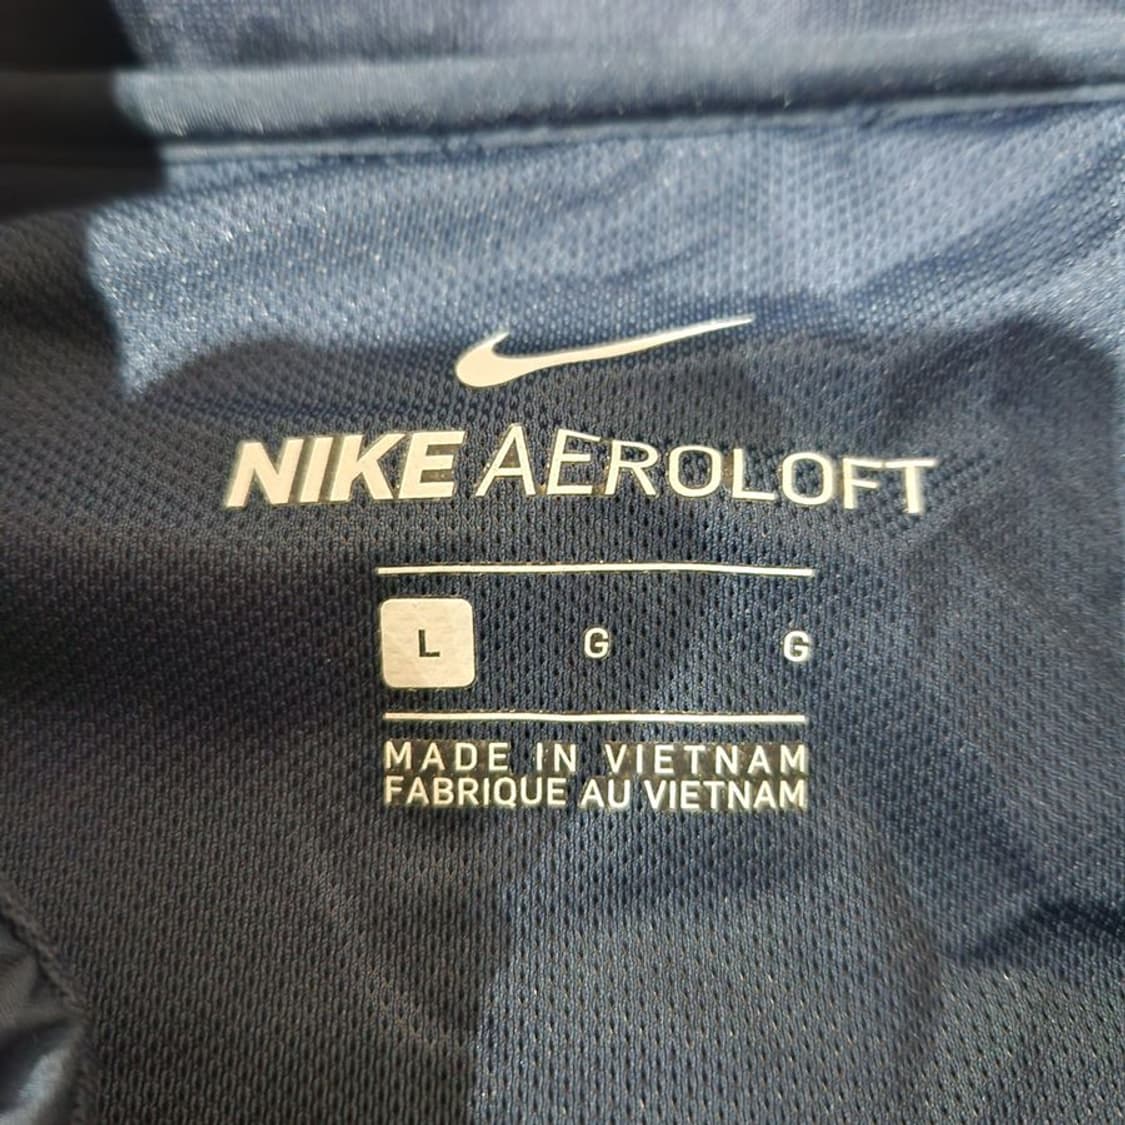 NIKE AEROLOFT
L G G
MADE IN VIETNAM
FABRIQUE AU VIETNAM